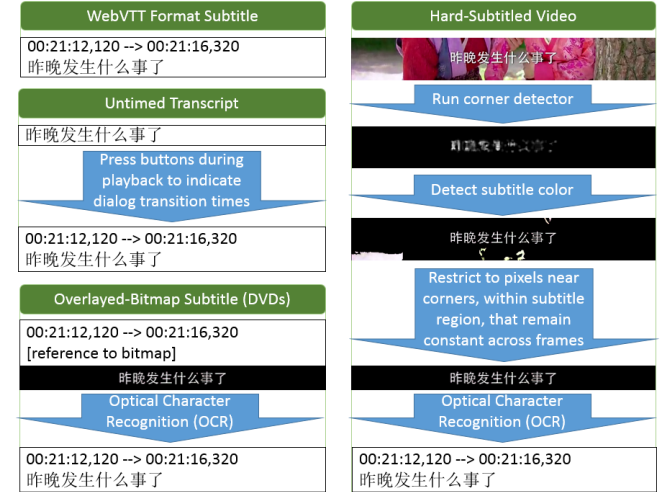 WebVTT Format Subtitle
00:21:12,120 --> 00:21:16,320
昨晚发生什么事了
Untimed Transcript
昨晚发生什么事了
Press buttons during
playback to indicate
dialog transition times
00:21:12,120 --> 00:21:16,320
昨晚发生什么事了
Overlayed-Bitmap Subtitle (DVDs)
00:21:12,120 --> 00:21:16,320
[reference to bitmap]
昨晚发生什么事了
Optical Character
Recognition (OCR)
00:21:12,120 --> 00:21:16,320
昨晚发生什么事了
Hard-Subtitled Video
昨晚发生什么事了
Run corner detector
Detect subtitle color
昨晚发生什么事了
Restrict to pixels near
corners, within subtitle
region, that remain
constant across frames
昨晚发生什么事了
Optical Character
Recognition (OCR)
00:21:12,120 --> 00:21:16,320
昨晚发生什么事了